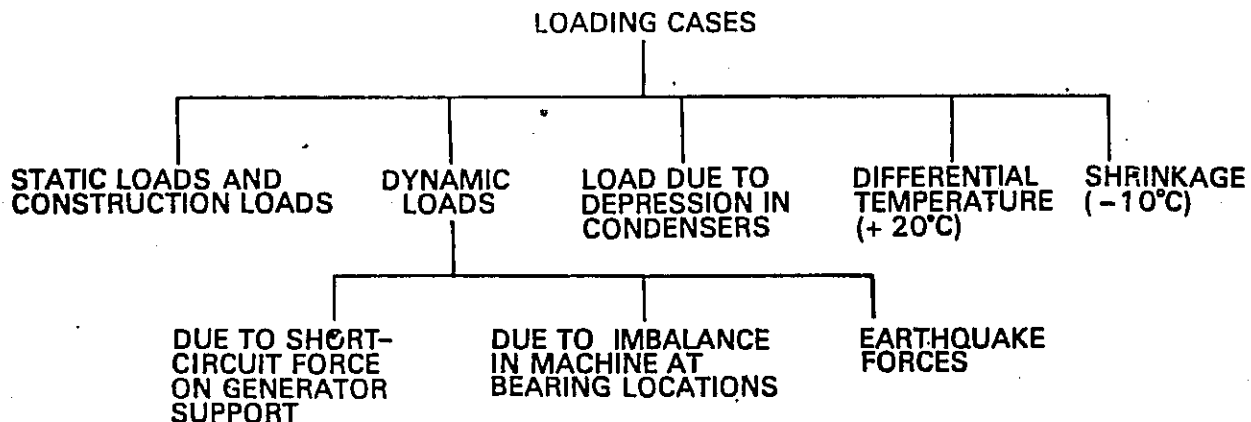 LOADING CASES
STATIC LOADS AND
CONSTRUCTION LOADS
DYNAMIC
LOADS
LOAD DUE TO
DEPRESSION IN
CONDENSERS
DIFFERENTIAL
TEMPERATURE
(+ 20°C)
SHRINKAGE
(-10°C)
DUE TO SHORT-
CIRCUIT FORCE
ON GENERATOR
SUPPORT
DUE TO IMBALANCE
IN MACHINE AT
BEARING LOCATIONS
EARTHQUAKE
FORCES